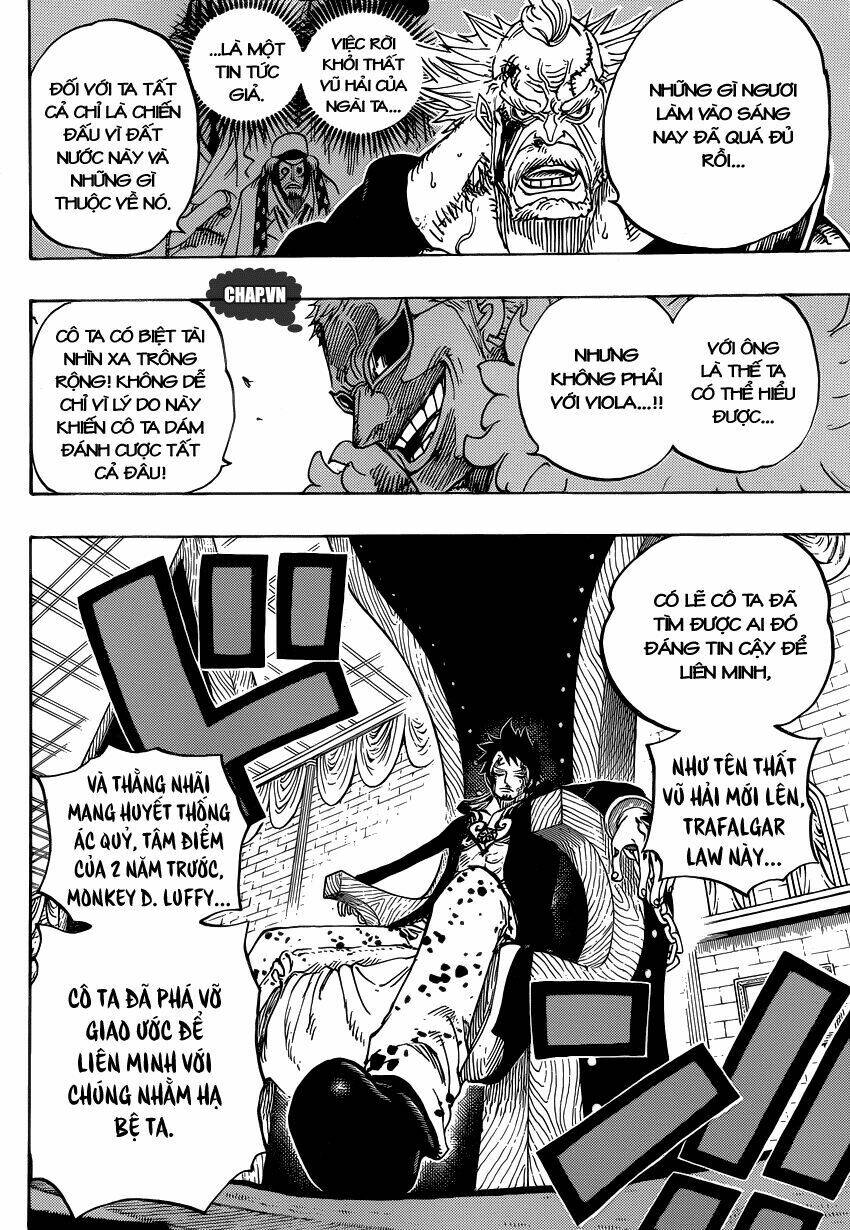 NHỮNG GÌ NGƯƠI
LÀM VÀO SÁNG
NAY ĐÃ QUÁ ĐỦ
RỒI...
VIỆC RỜI
KHỎI THẤT
VŨ HẢI CỦA
NGÀI TA...
...LÀ MỘT
TIN TỨC
GIẢ.
ĐỐI VỚI TA TẤT
CẢ CHỈ LÀ CHIẾN
ĐẤU VÌ ĐẤT
NƯỚC NÀY VÀ
NHỮNG GÌ
THUỘC VỀ NÓ.
CHAP.VN
VỚI ÔNG
LÀ THẾ TA
CÓ THỂ HIỂU
ĐƯỢC...
NHƯNG
KHÔNG PHẢI
VỚI VIOLA...!!
CÔ TA CÓ BIỆT TÀI
NHÌN XA TRÔNG
RỘNG! KHÔNG DỄ
CHỈ VÌ LÝ DO NÀY
KHIẾN CÔ TA DÁM
ĐÁNH CƯỢC TẤT
CẢ ĐÂU!
CÓ LẼ CÔ TA ĐÃ
TÌM ĐƯỢC AI ĐÓ
ĐÁNG TIN CẬY ĐỂ
LIÊN MINH,
NHƯ TÊN THẤT
VŨ HẢI MỚI LÊN,
TRAFALGAR
LAW NÀY...
VÀ THẰNG NHÃI
MANG HUYẾT THỐNG
ÁC QUỶ, TÂM ĐIỂM
CỦA 2 NĂM TRƯỚC,
MONKEY D. LUFFY...
CÔ TA ĐÃ PHÁ VỠ
GIAO ƯỚC ĐỂ
LIÊN MINH VỚI
CHÚNG NHẰM HẠ
BỆ TA.
ドーン